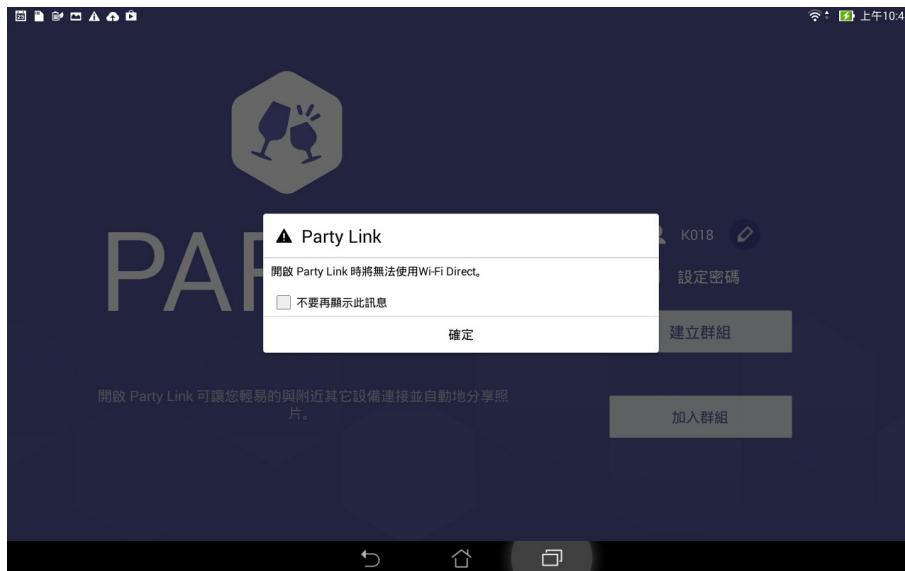 上午10:4
PAR
Party Link
開啟 Party Link 時將無法使用Wi-Fi Direct。
不要再顯示此訊息
確定
K018
設定密碼
建立群組
開啟 Party Link 可讓您輕易的與附近其它設備連接並自動地分享照
片。
加入群組